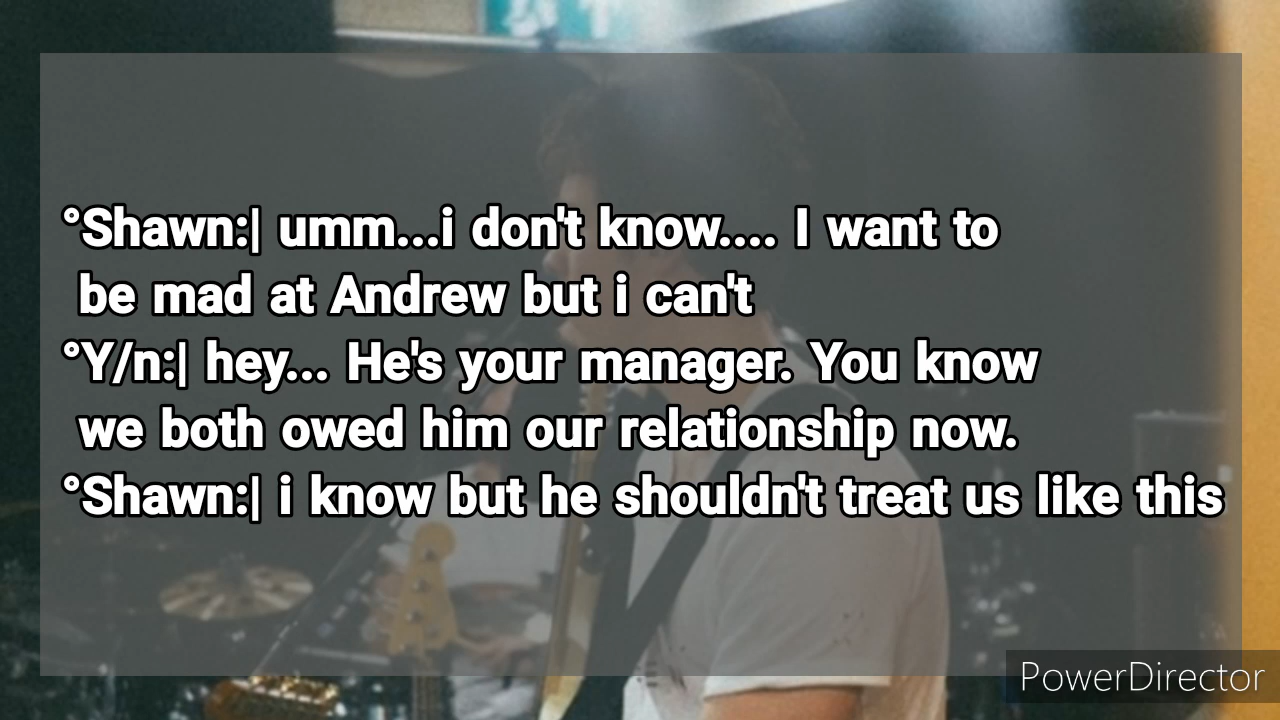 °Shawn:| umm...i don't know.... I want to
be mad at Andrew but i can't
°Y/n:| hey... He's your manager. You know
we both owed him our relationship now.
°Shawn:| i know but he shouldn't treat us like this
PowerDirector